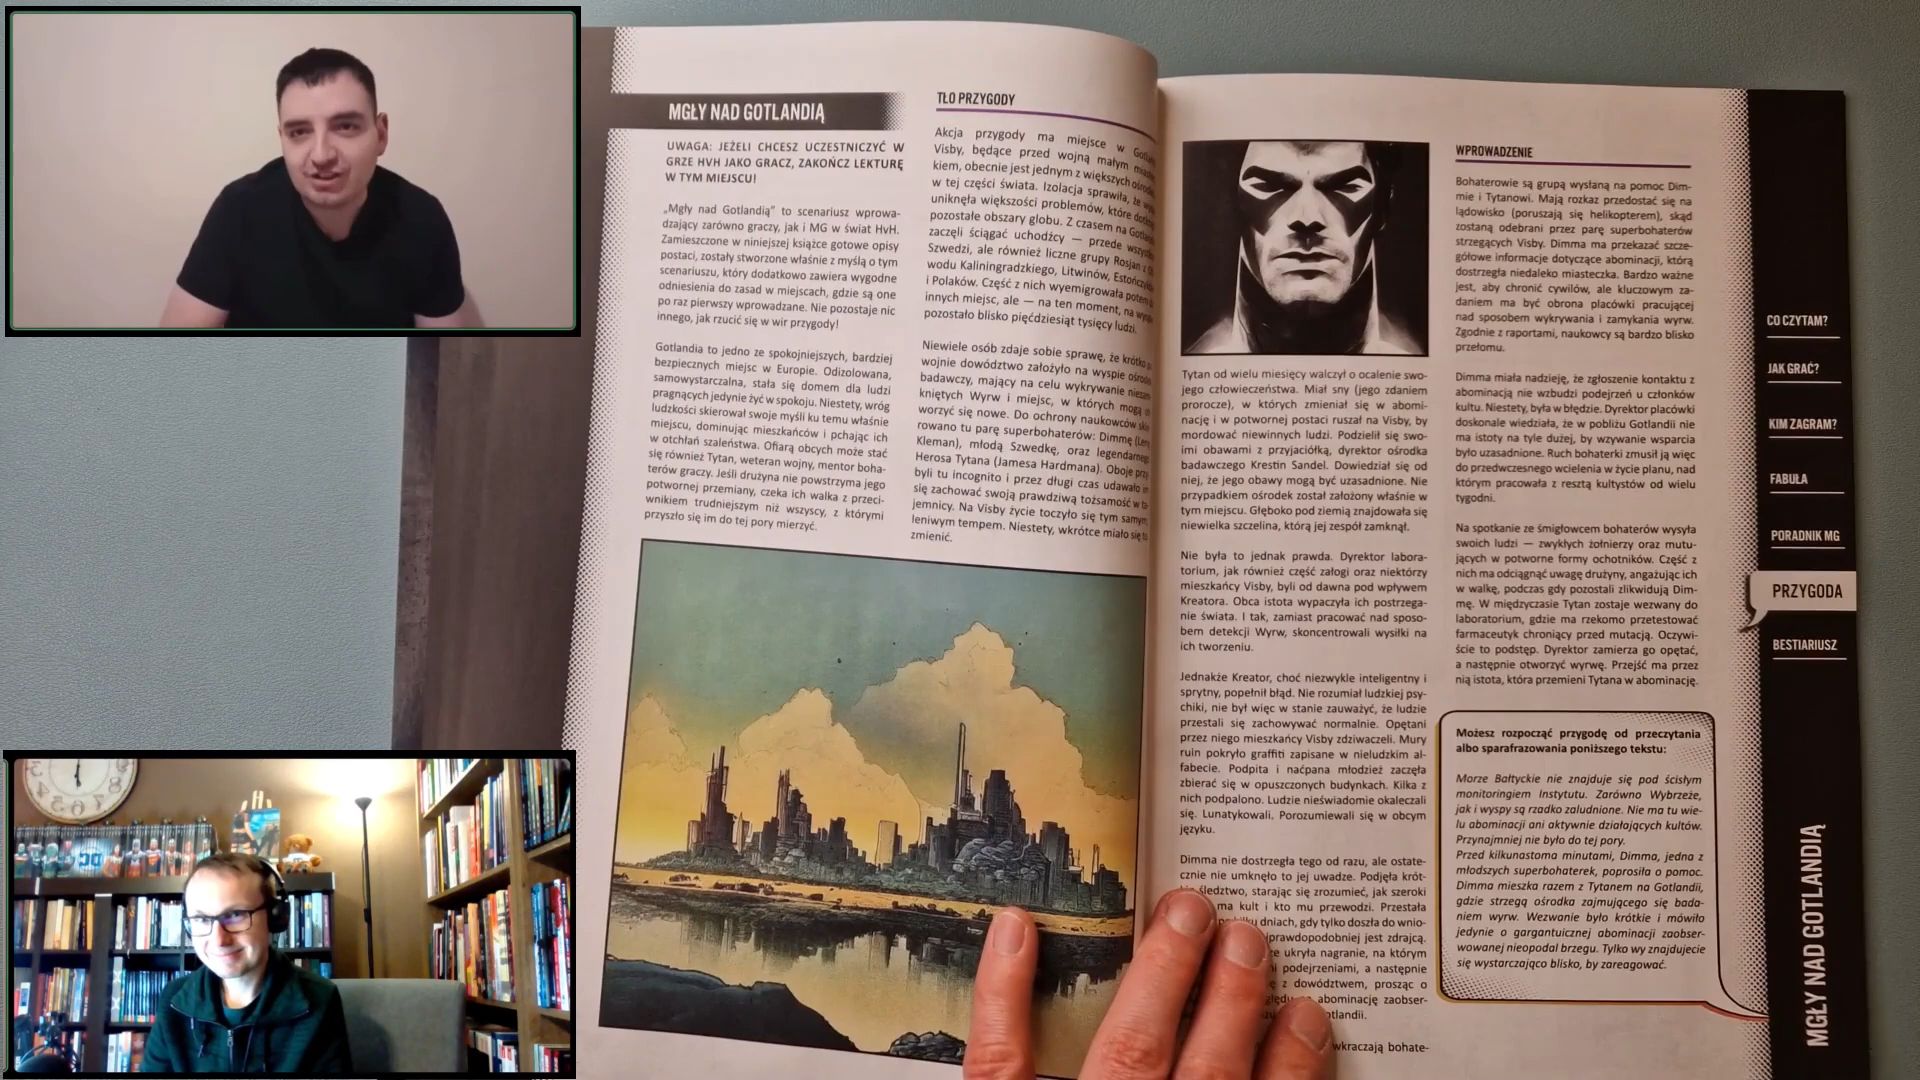 MGŁY NAD GOTLANDIĄ
UWAGA: JEŻELI CHCESZ UCZESTNICZYĆ W
GRZE HVH JAKO GRACZ, ZAKOŃCZ LEKTURĘ
W TYM MIEJSCU!
„Mgły nad Gotlandią” to scenariusz wprowa-
dzający zarówno graczy, jak i MG w świat HvH.
Zamieszczone w niniejszej książce gotowe opisy
postaci, zostały stworzone właśnie z myślą o tym
scenariuszu, który dodatkowo zawiera wygodne
odniesienia do zasad w miejscach, gdzie są one
po raz pierwszy wprowadzane. Nie pozostaje nic
innego, jak rzucić się w wir przygody!
Gotlandia to jedno ze spokojniejszych, bardziej
bezpiecznych miejsc w Europie. Odizolowana,
samowystarczalna, stała się domem dla ludzi
pragnących jedynie żyć w spokoju. Niestety, wróg
ludzkości skierował swoje myśli ku temu właśnie
miejscu, dominując mieszkańców i pchając ich
w otchłań szaleństwa. Ofiarą obcych może stać
się również Tytan, weteran wojny, mentor boha-
terów graczy. Jeśli drużyna nie powstrzyma jego
potwornej przemiany, czeka ich walka z przeci-
wnikiem trudniejszym niż wszyscy, z którymi
przyszło się im do tej pory mierzyć.
TŁO PRZYGODY
Akcja przygody ma miejsce w
Visby, będące przed wojną małym
kiem, obecnie jest jednym z większych
w tej części świata. Izolacja sprawiła, że
uniknęła większości problemów, które
pozostałe obszary globu. Z czasem na
zaczęli ściągać uchodźcy — przede
Szwedzi, ale również liczne grupy Rosjan z
wodu Kaliningradzkiego, Litwinów,
i Polaków. Część z nich wyemigrowała potem
innych miejsc, ale — na ten moment, na
pozostało blisko pięćdziesiąt tysięcy ludzi.
Niewiele osób zdaje sobie sprawę, że krótko
wojnie dowództwo założyło na wyspie
badawczy, mający na celu wykrywanie
kniętych Wyrw i miejsc, w których mogą
worzyć się nowe. Do ochrony naukowców
rowano tu parę superbohaterów: Dimmę
Kleman), młodą Szwedkę, oraz legendarnego
Herosa Tytana (Jamesa Hardmana). Oboje
byli tu incognito i przez długi czas udawało
się zachować swoją prawdziwą tożsamość w
jemnicy. Na Visby życie toczyło się tym samym,
leniwym tempem. Niestety, wkrótce miało się to
zmienić.
Tytan od wielu miesięcy walczył o ocalenie swo-
jego człowieczeństwa. Miał sny (jego zdaniem
prorocze), w których zmieniał się w abomi-
nację i w potwornej postaci ruszał na Visby, by
mordować niewinnych ludzi. Podzielił się swo-
imi obawami z przyjaciółką, dyrektor ośrodka
badawczego Krestin Sandel. Dowiedział się od
niej, że jego obawy mogą być uzasadnione. Nie
przypadkiem ośrodek został założony właśnie w
tym miejscu. Głęboko pod ziemią znajdowała się
niewielka szczelina, którą jej zespół zamknął.
Nie była to jednak prawda. Dyrektor labora-
torium, jak również część załogi oraz niektórzy
mieszkańcy Visby, byli od dawna pod wpływem
Kreatora. Obca istota wypaczyła ich postrzega-
nie świata. I tak, zamiast pracować nad sposo-
bem detekcji Wyrw, skoncentrowali wysiłki na
ich tworzeniu.
Jednakże Kreator, choć niezwykle inteligentny i
sprytny, popełnił błąd. Nie rozumiał ludzkiej psy-
chiki, nie był więc w stanie zauważyć, że ludzie
przestali się zachowywać normalnie. Opętani
przez niego mieszkańcy Visby zdziwaczeli. Mury
ruin pokryło graffiti zapisane w nieludzkim al-
fabecie. Podpita i naćpana młodzież zaczęła
zbierać się w opuszczonych budynkach. Kilka z
nich podpalono. Ludzie nieświadomie okaleczali
się. Lunatykowali. Porozumiewali się w obcym
języku.
Dimma nie dostrzegła tego od razu, ale ostate-
cznie nie umknęło to jej uwadze. Podjęła krót-
śledztwo, starając się zrozumieć, jak szeroki
ma kult i kto mu przewodzi. Przestała
dniach, gdy tylko doszła do wnio-
jest zdrajcą.
ukryła nagranie, na którym
podejrzeniami, a następnie
z dowództwem, prosząc o
abominację zaobser-
wkraczają bohate-
WPROWADZENIE
Bohaterowie są grupą wysłaną na pomoc Dim-
mie i Tytanowi. Mają rozkaz przedostać się na
lądowisko (poruszają się helikopterem), skąd
zostaną odebrani przez parę superbohaterów
strzegących Visby. Dimma ma przekazać szcze-
gółowe informacje dotyczące abominacji, którą
dostrzegła niedaleko miasteczka. Bardzo ważne
jest, aby chronić cywilów, ale kluczowym za-
daniem ma być obrona placówki pracującej
nad sposobem wykrywania i zamykania wyrw.
Zgodnie z raportami, naukowcy są bardzo blisko
przełomu.
Dimma miała nadzieję, że zgłoszenie kontaktu z
abominacją nie wzbudzi podejrzeń u członków
kultu. Niestety, była w błędzie. Dyrektor placówki
doskonale wiedziała, że w pobliżu Gotlandii nie
ma istoty na tyle dużej, by wzywanie wsparcia
było uzasadnione. Ruch bohaterki zmusił ją więc
do przedwczesnego wcielenia w życie planu, nad
którym pracowała z resztą kultystów od wielu
tygodni.
Na spotkanie ze śmigłowcem bohaterów wysyła
swoich ludzi — zwykłych żołnierzy oraz mutu-
jących w potworne formy ochotników. Część z
nich ma odciągnąć uwagę drużyny, angażując ich
w walkę, podczas gdy pozostali zlikwidują Dim-
mę. W międzyczasie Tytan zostaje wezwany do
laboratorium, gdzie ma rzekomo przetestować
farmaceutyk chroniący przed mutacją. Oczywi-
ście to podstęp. Dyrektor zamierza go opętać,
a następnie otworzyć wyrwę. Przejść ma przez
nią istota, która przemieni Tytana w abominację.
Możesz rozpocząć przygodę od przeczytania
albo sparafrazowania poniższego tekstu:
Morze Bałtyckie nie znajduje się pod ścisłym
monitoringiem Instytutu. Zarówno Wybrzeże,
jak i wyspy są rzadko zaludnione. Nie ma tu wie-
lu abominacji ani aktywnie działających kultów.
Przynajmniej nie było do tej pory.
Przed kilkunastoma minutami, Dimma, jedna z
młodszych superbohaterek, poprosiła o pomoc.
Dimma mieszka razem z Tytanem na Gotlandii,
gdzie strzegą ośrodka zajmującego się bada-
niem wyrw. Wezwanie było krótkie i mówiło
jedynie o gargantuicznej abominacji zaobser-
wowanej nieopodal brzegu. Tylko wy znajdujecie
się wystarczająco blisko, by zareagować.
CO CZYTAM?
JAK GRAĆ?
KIM ZAGRAM?
FABUŁA
PORADNIK MG
PRZYGODA
BESTIARIUSZ
MGŁY NAD GOTLANDIĄ